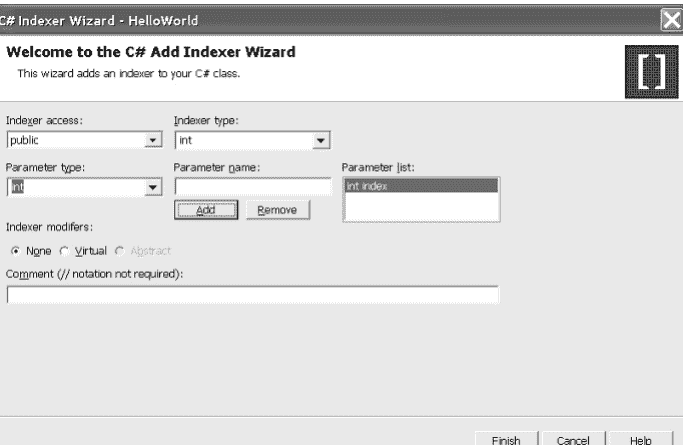 C# Indexer Wizard - HelloWorld
Welcome to the C# Add Indexer Wizard
This wizard adds an indexer to your C# class.
[]
Indexer access: Indexer type:
public int
Parameter type: Parameter name: Parameter list:
int int index
Add Remove
Indexer modifers:
None Virtual Abstract
Comment (// notation not required):
Finish Cancel Help